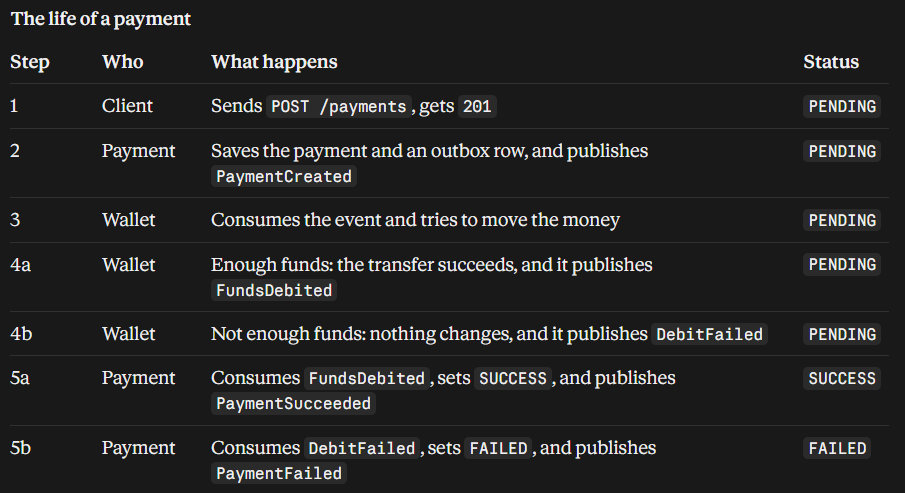 The life of a payment
Step Who What happens Status
1 Client Sends POST /payments, gets 201 PENDING
2 Payment Saves the payment and an outbox row, and publishes PENDING
PaymentCreated
3 Wallet Consumes the event and tries to move the money PENDING
4a Wallet Enough funds: the transfer succeeds, and it publishes PENDING
FundsDebited
4b Wallet Not enough funds: nothing changes, and it publishes DebitFailed PENDING
5a Payment Consumes FundsDebited, sets SUCCESS, and publishes SUCCESS
PaymentSucceeded
5b Payment Consumes DebitFailed, sets FAILED, and publishes FAILED
PaymentFailed